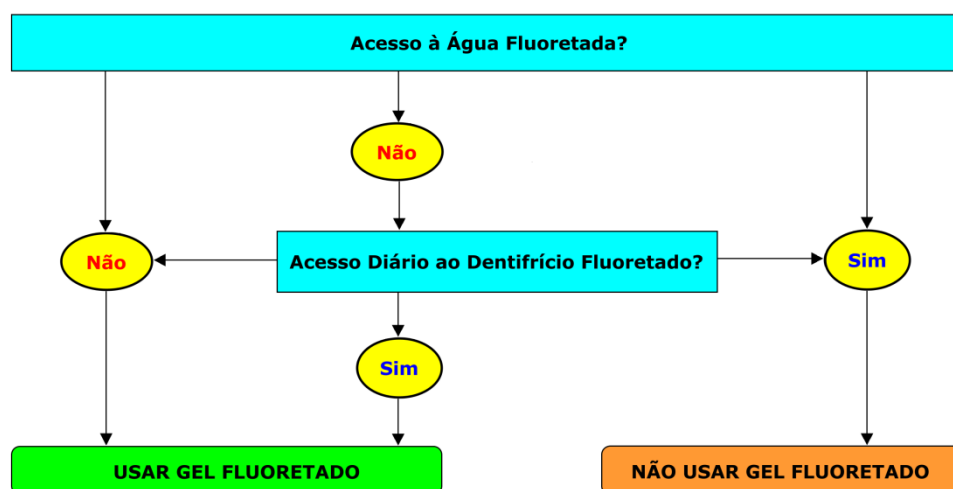 Acesso à Água Fluoretada?
Não
Não
Acesso Diário ao Dentifrício Fluoretado?
Sim
Sim
USAR GEL FLUORETADO
NÃO USAR GEL FLUORETADO